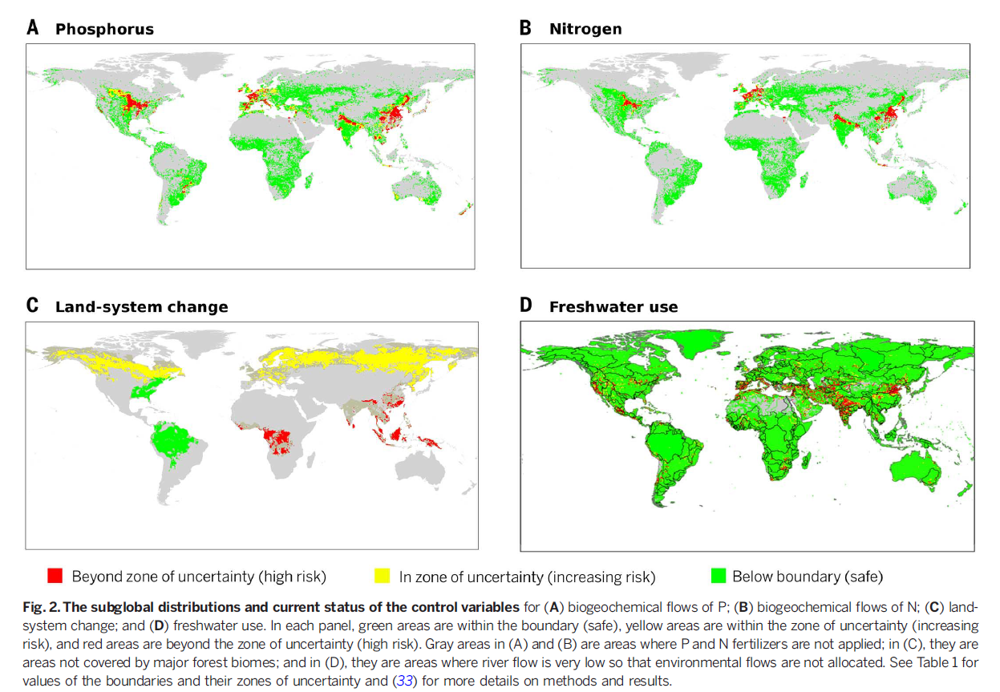 A Phosphorus
B Nitrogen
C Land-system change
D Freshwater use
Beyond zone of uncertainty (high risk)
In zone of uncertainty (increasing risk)
Below boundary (safe)
Fig. 2. The subglobal distributions and current status of the control variables for (A) biogeochemical flows of P; (B) biogeochemical flows of N; (C) land-
system change; and (D) freshwater use. In each panel, green areas are within the boundary (safe), yellow areas are within the zone of uncertainty (increasing
risk), and red areas are beyond the zone of uncertainty (high risk). Gray areas in (A) and (B) are areas where P and N fertilizers are not applied; in (C), they are
areas not covered by major forest biomes; and in (D), they are areas where river flow is very low so that environmental flows are not allocated. See Table 1 for
values of the boundaries and their zones of uncertainty and (33) for more details on methods and results.